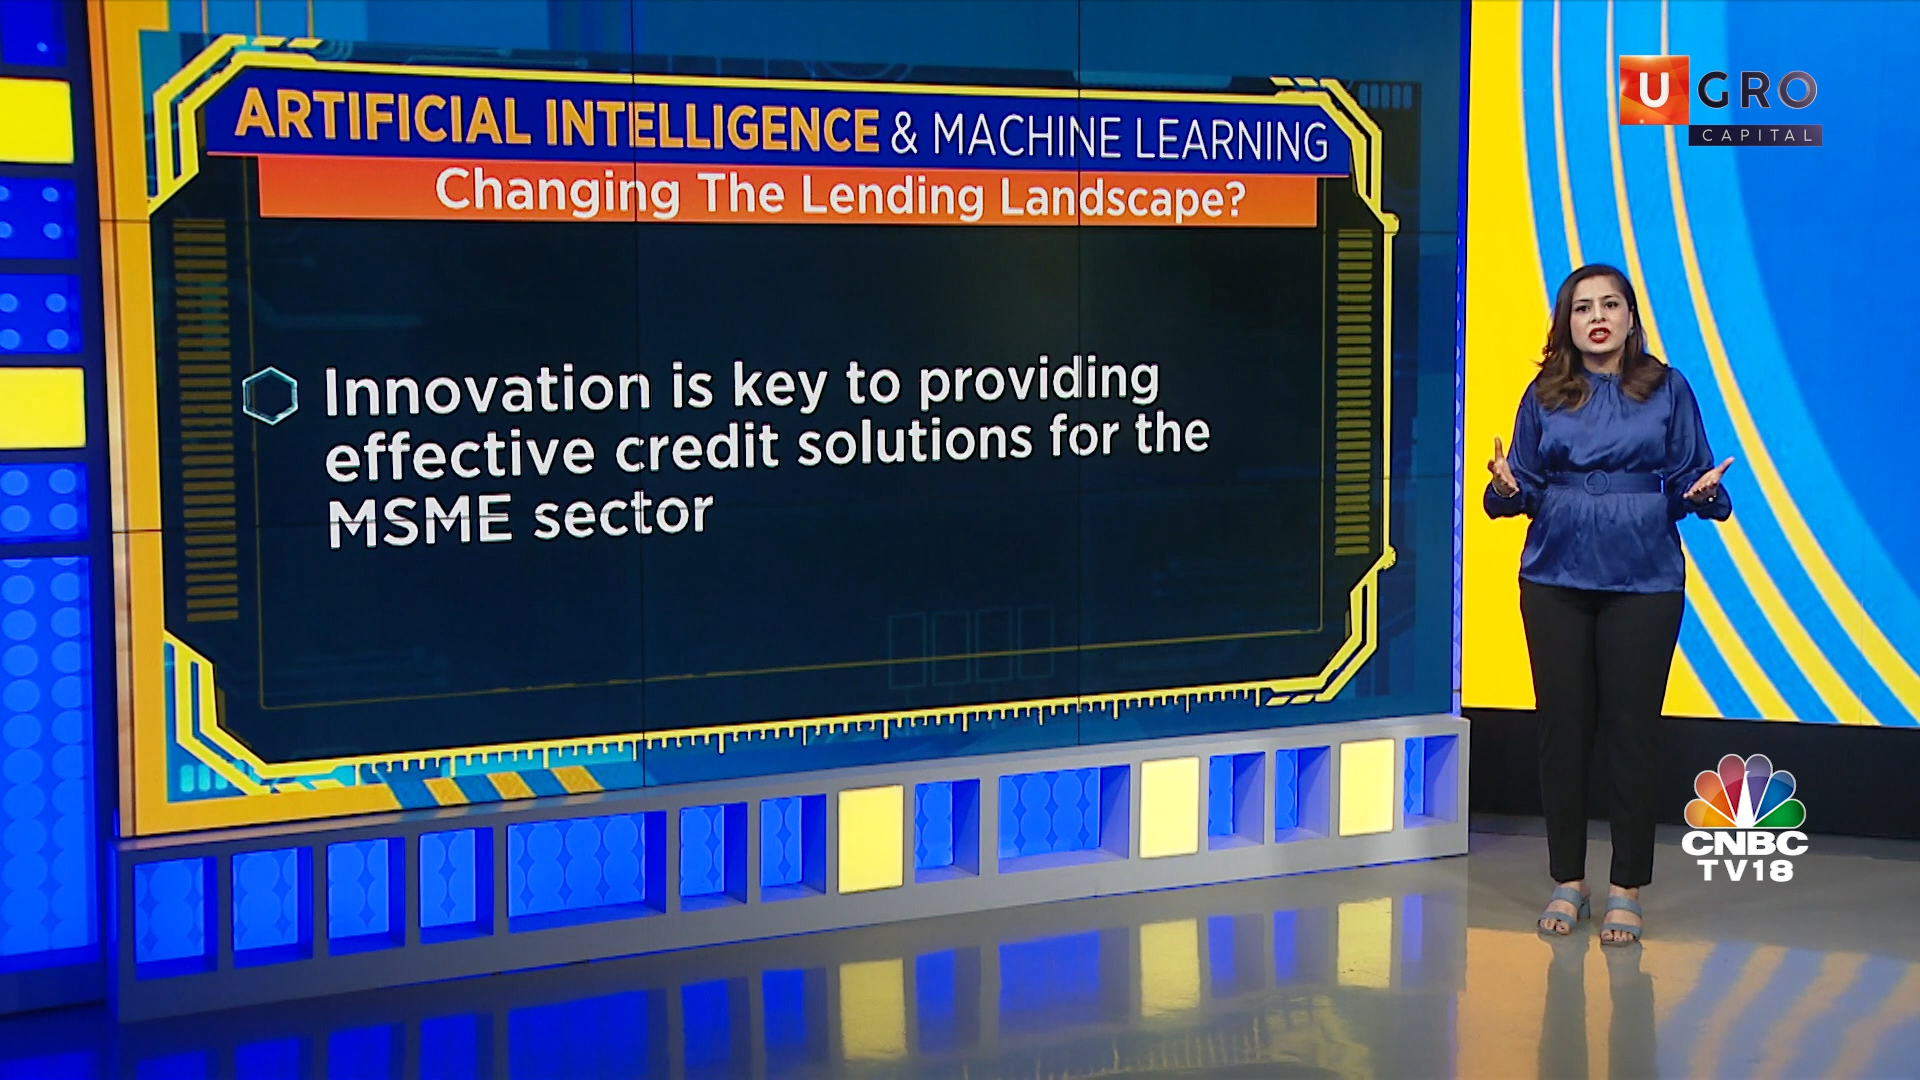 ARTIFICIAL INTELLIGENCE & MACHINE LEARNING
Changing The Lending Landscape?
Innovation is key to providing
effective credit solutions for the
MSME sector
U GRO
CAPITAL
CNBC
TV18